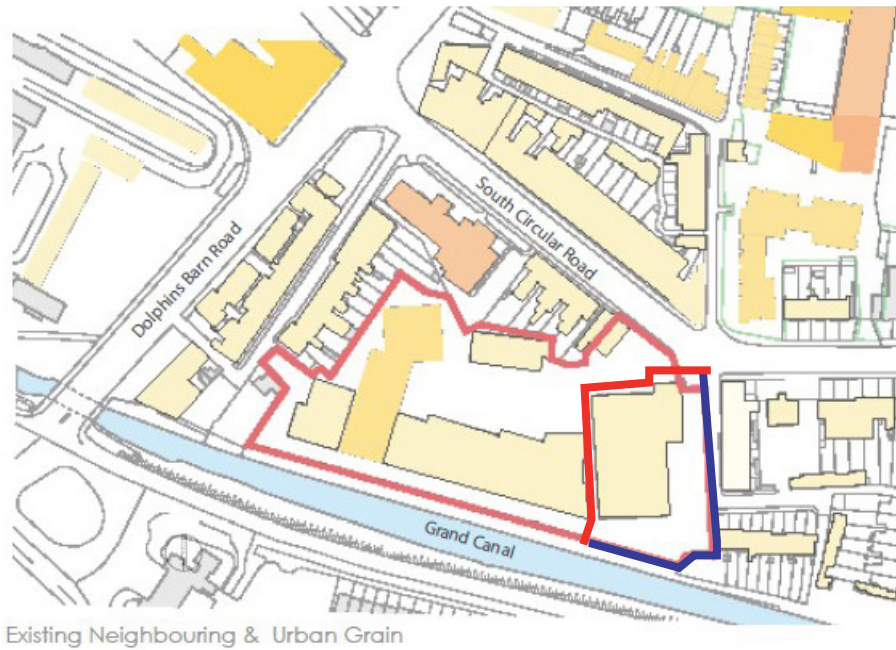 South Circular Road
Dolphins Barn Road
Grand Canal
Existing Neighbouring & Urban Grain